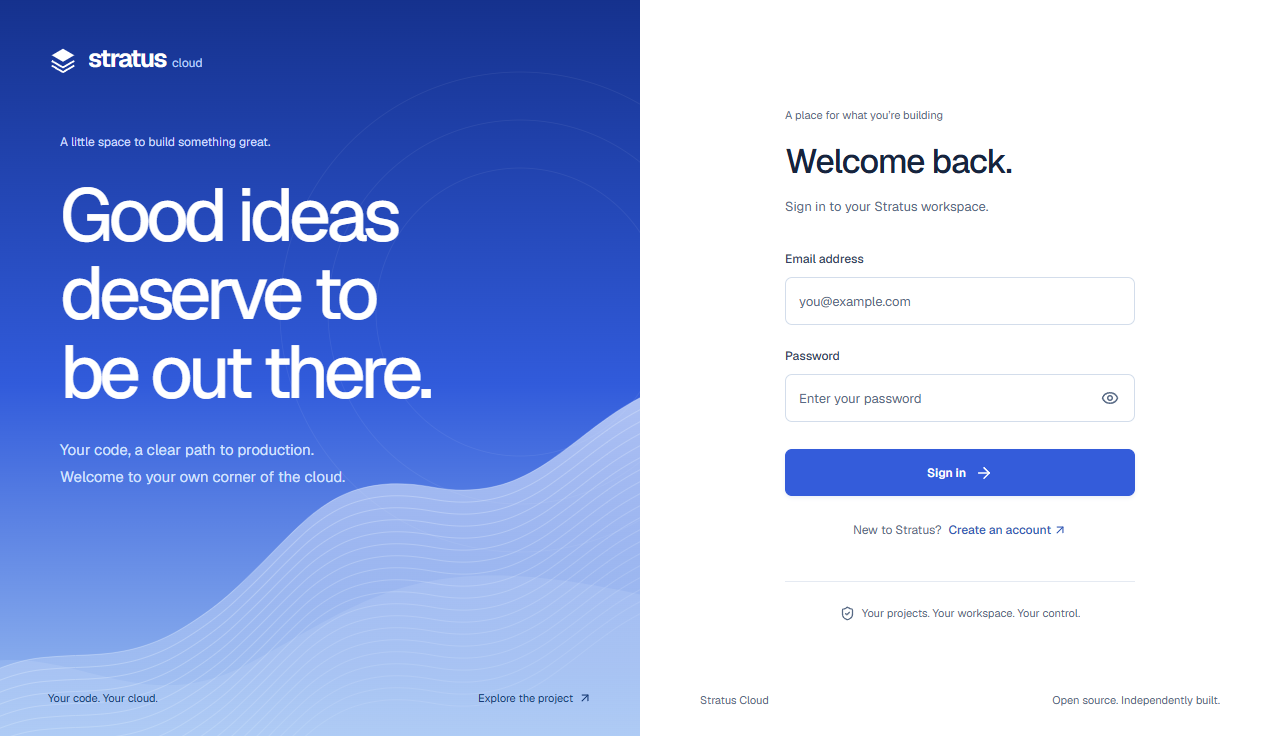 stratus cloud
A little space to build something great.
Good ideas
deserve to
be out there.
Your code, a clear path to production.
Welcome to your own corner of the cloud.
Your code. Your cloud.
Explore the project
A place for what you're building
Welcome back.
Sign in to your Stratus workspace.
Email address
you@example.com
Password
Enter your password
Sign in
New to Stratus? Create an account
Your projects. Your workspace. Your control.
Stratus Cloud
Open source. Independently built.